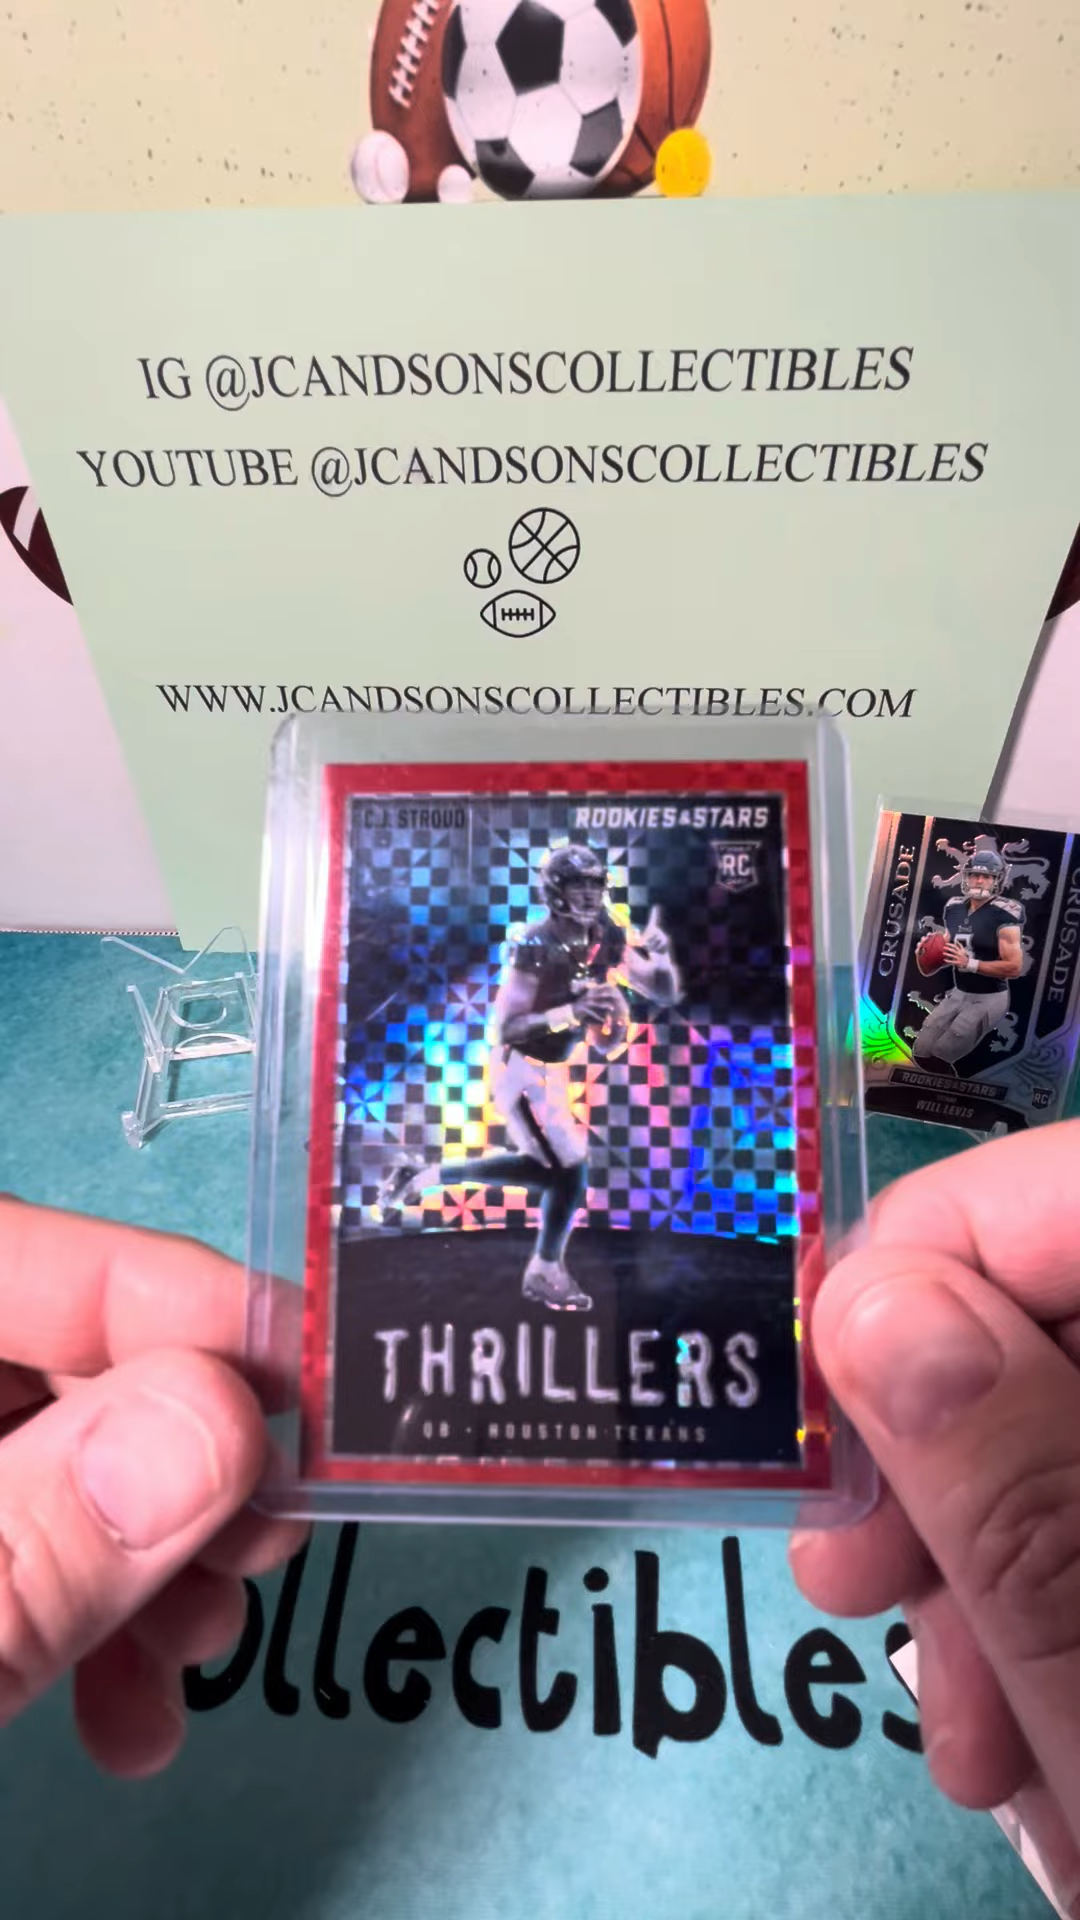 IG @JCANDSONSCOLLECTIBLES
YOUTUBE @JCANDSONSCOLLECTIBLES
WWW.JCANDSONSCOLLECTIBLES.COM
C.J. STROUD
ROOKIES & STARS
RC
THRILLERS
QB · HOUSTON TEXANS
CRUSADE
CRUSADE
ROOKIES & STARS
WILL LEVIS
RC
ollectibles